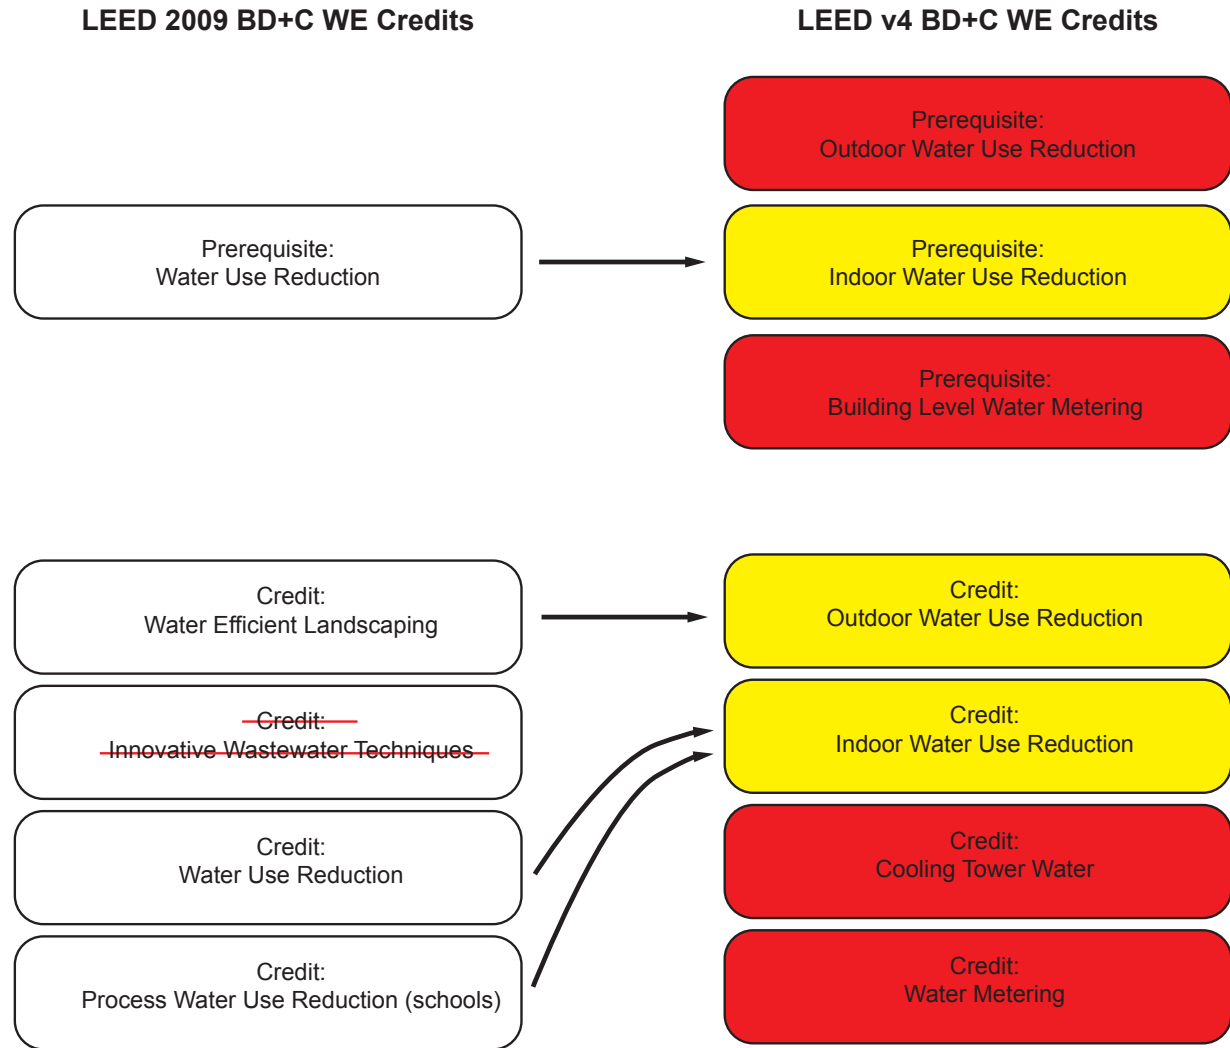 LEED 2009 BD+C WE Credits
LEED v4 BD+C WE Credits
Prerequisite:
Outdoor Water Use Reduction
Prerequisite:
Water Use Reduction
Prerequisite:
Indoor Water Use Reduction
Prerequisite:
Building Level Water Metering
Credit:
Water Efficient Landscaping
Credit:
Outdoor Water Use Reduction
Credit:
Innovative Wastewater Techniques
Credit:
Indoor Water Use Reduction
Credit:
Water Use Reduction
Credit:
Cooling Tower Water
Credit:
Process Water Use Reduction (schools)
Credit:
Water Metering